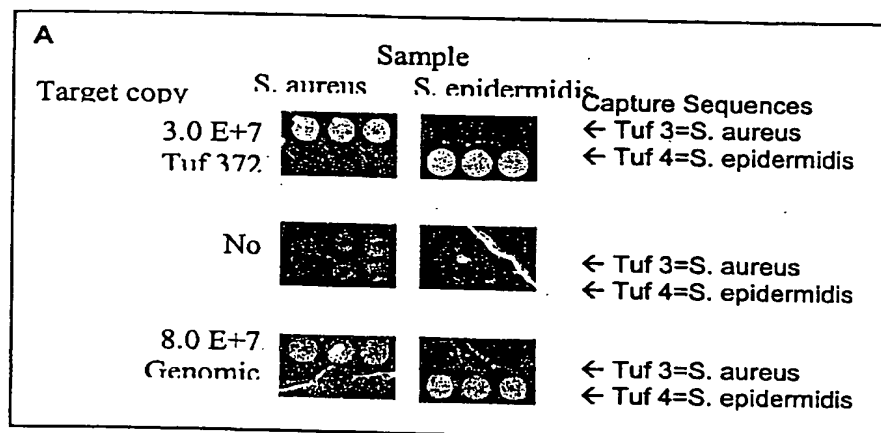 A
Sample
Target copy S. aureus S. epidermidis
Capture Sequences
3.0 E+7 ← Tuf 3=S. aureus
Tuf 372 ← Tuf 4=S. epidermidis
No ← Tuf 3=S. aureus
← Tuf 4=S. epidermidis
8.0 E+7 ← Tuf 3=S. aureus
Genomic ← Tuf 4=S. epidermidis